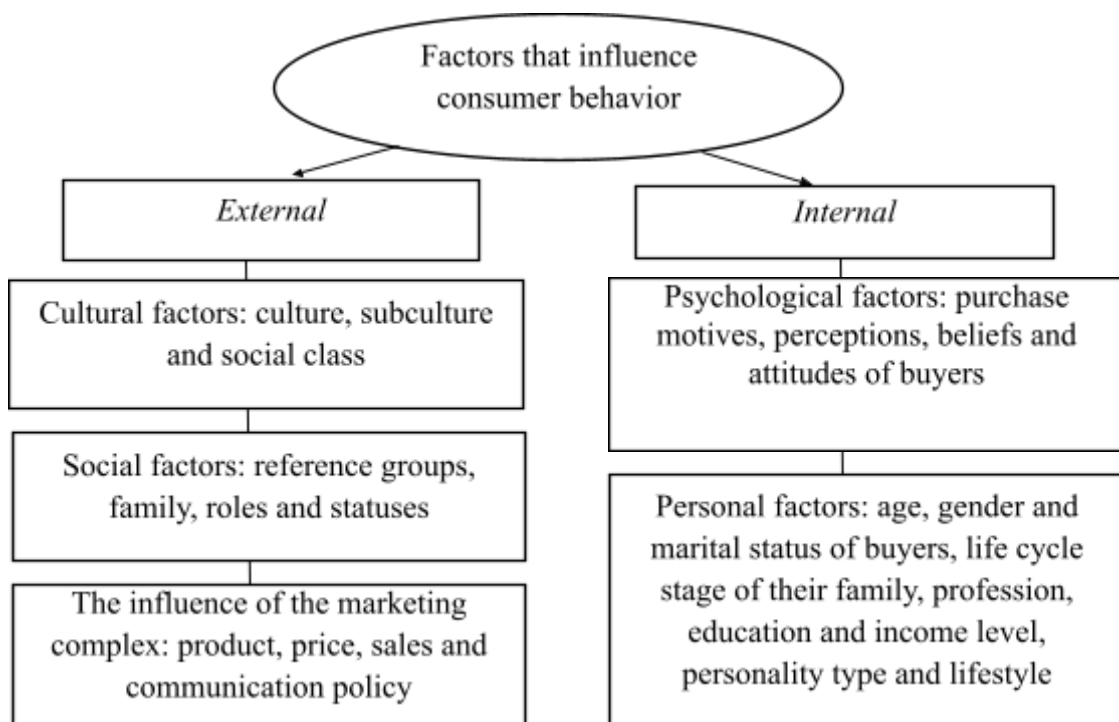 Factors that influence
consumer behavior
External
Internal
Cultural factors: culture, subculture
and social class
Social factors: reference groups,
family, roles and statuses
The influence of the marketing
complex: product, price, sales and
communication policy
Psychological factors: purchase
motives, perceptions, beliefs and
attitudes of buyers
Personal factors: age, gender and
marital status of buyers, life cycle
stage of their family, profession,
education and income level,
personality type and lifestyle